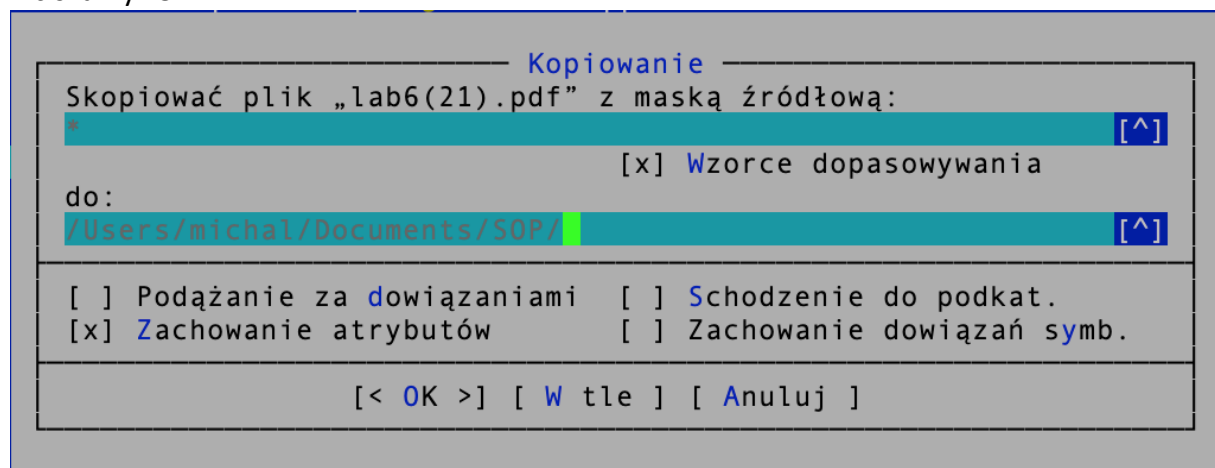 Kopiowanie
Skopiować plik „lab6(21).pdf” z maską źródłową:
* [^]
[x] Wzorce dopasowywania
do:
/Users/michal/Documents/SOP/ [^]
[ ] Podążanie za dowiązaniami [ ] Schodzenie do podkat.
[x] Zachowanie atrybutów [ ] Zachowanie dowiązań symb.
[< OK >] [ W tle ] [ Anuluj ]